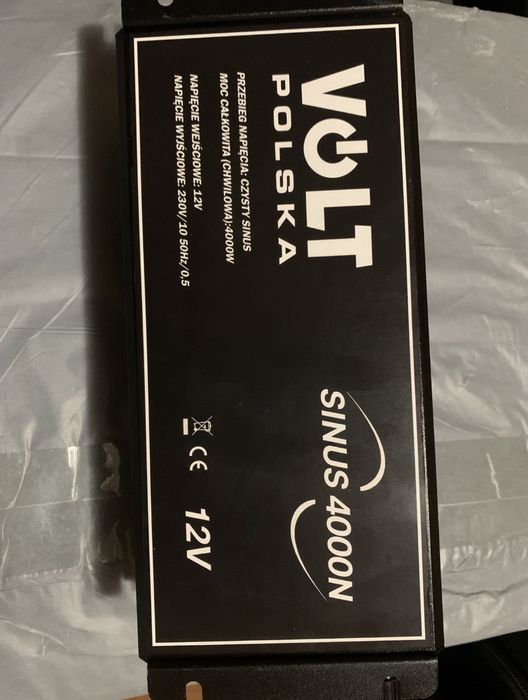 VOLT
POLSKA
PRZEBIEG NAPIĘCIA: CZYSTY SINUS
MOC CAŁKOWITA (CHWILOWA):4000W
NAPIĘCIE WEJŚCIOWE: 12V
NAPIĘCIE WYJŚCIOWE: 230V/10 50Hz/0,5
SINUS 4000N
CE
12V